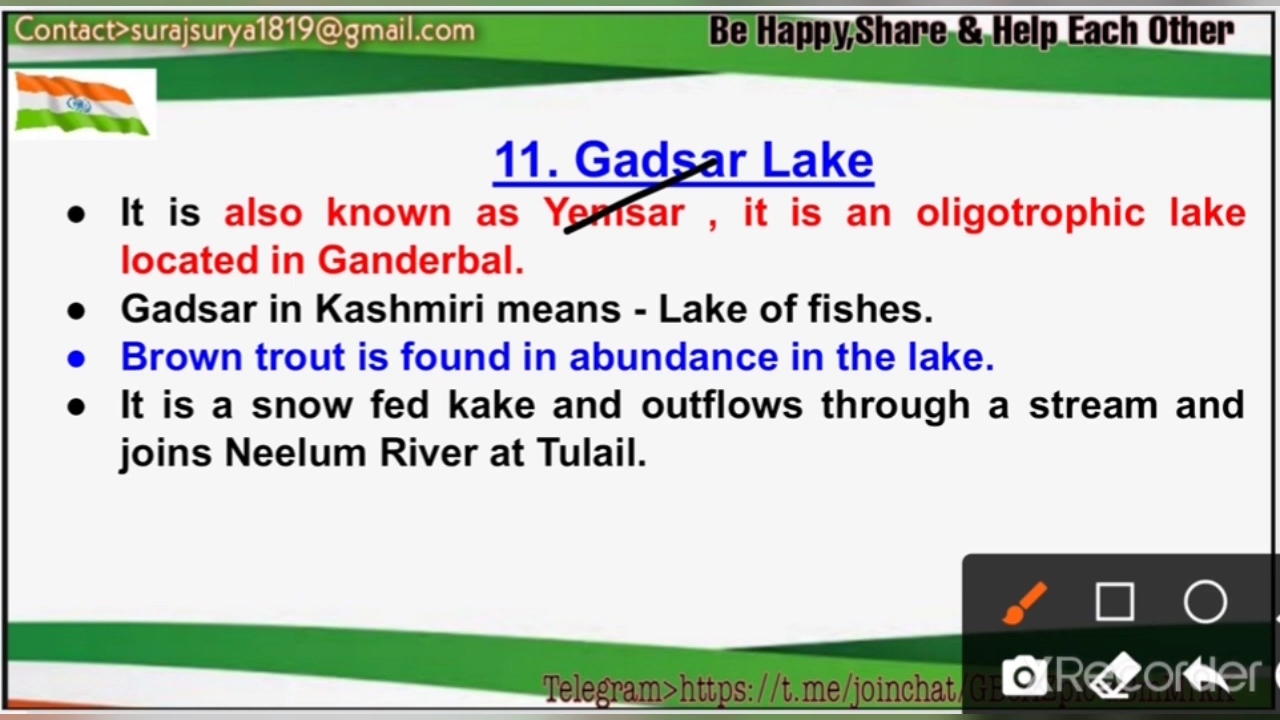 Contact>surajsurya1819@gmail.com
Be Happy,Share & Help Each Other
11. Gadsar Lake
● It is also known as Yemsar , it is an oligotrophic lake
located in Ganderbal.
● Gadsar in Kashmiri means - Lake of fishes.
● Brown trout is found in abundance in the lake.
● It is a snow fed kake and outflows through a stream and
joins Neelum River at Tulail.
XRecorder
Telegram>https://t.me/joinchat/